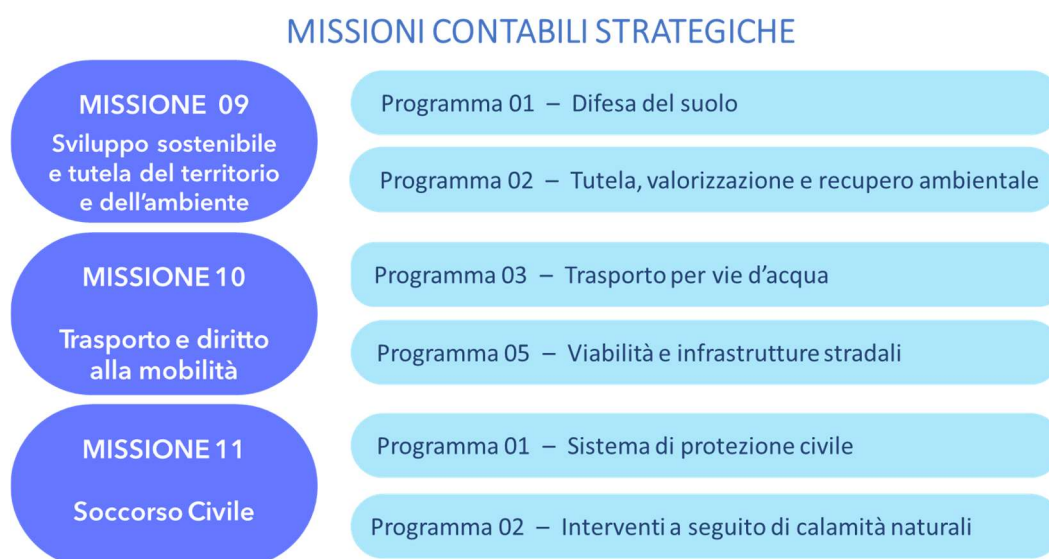 MISSIONI CONTABILI STRATEGICHE
MISSIONE 09
Sviluppo sostenibile
e tutela del territorio
e dell'ambiente
Programma 01 – Difesa del suolo
Programma 02 – Tutela, valorizzazione e recupero ambientale
MISSIONE 10
Trasporto e diritto
alla mobilità
Programma 03 – Trasporto per vie d'acqua
Programma 05 – Viabilità e infrastrutture stradali
MISSIONE 11
Soccorso Civile
Programma 01 – Sistema di protezione civile
Programma 02 – Interventi a seguito di calamità naturali